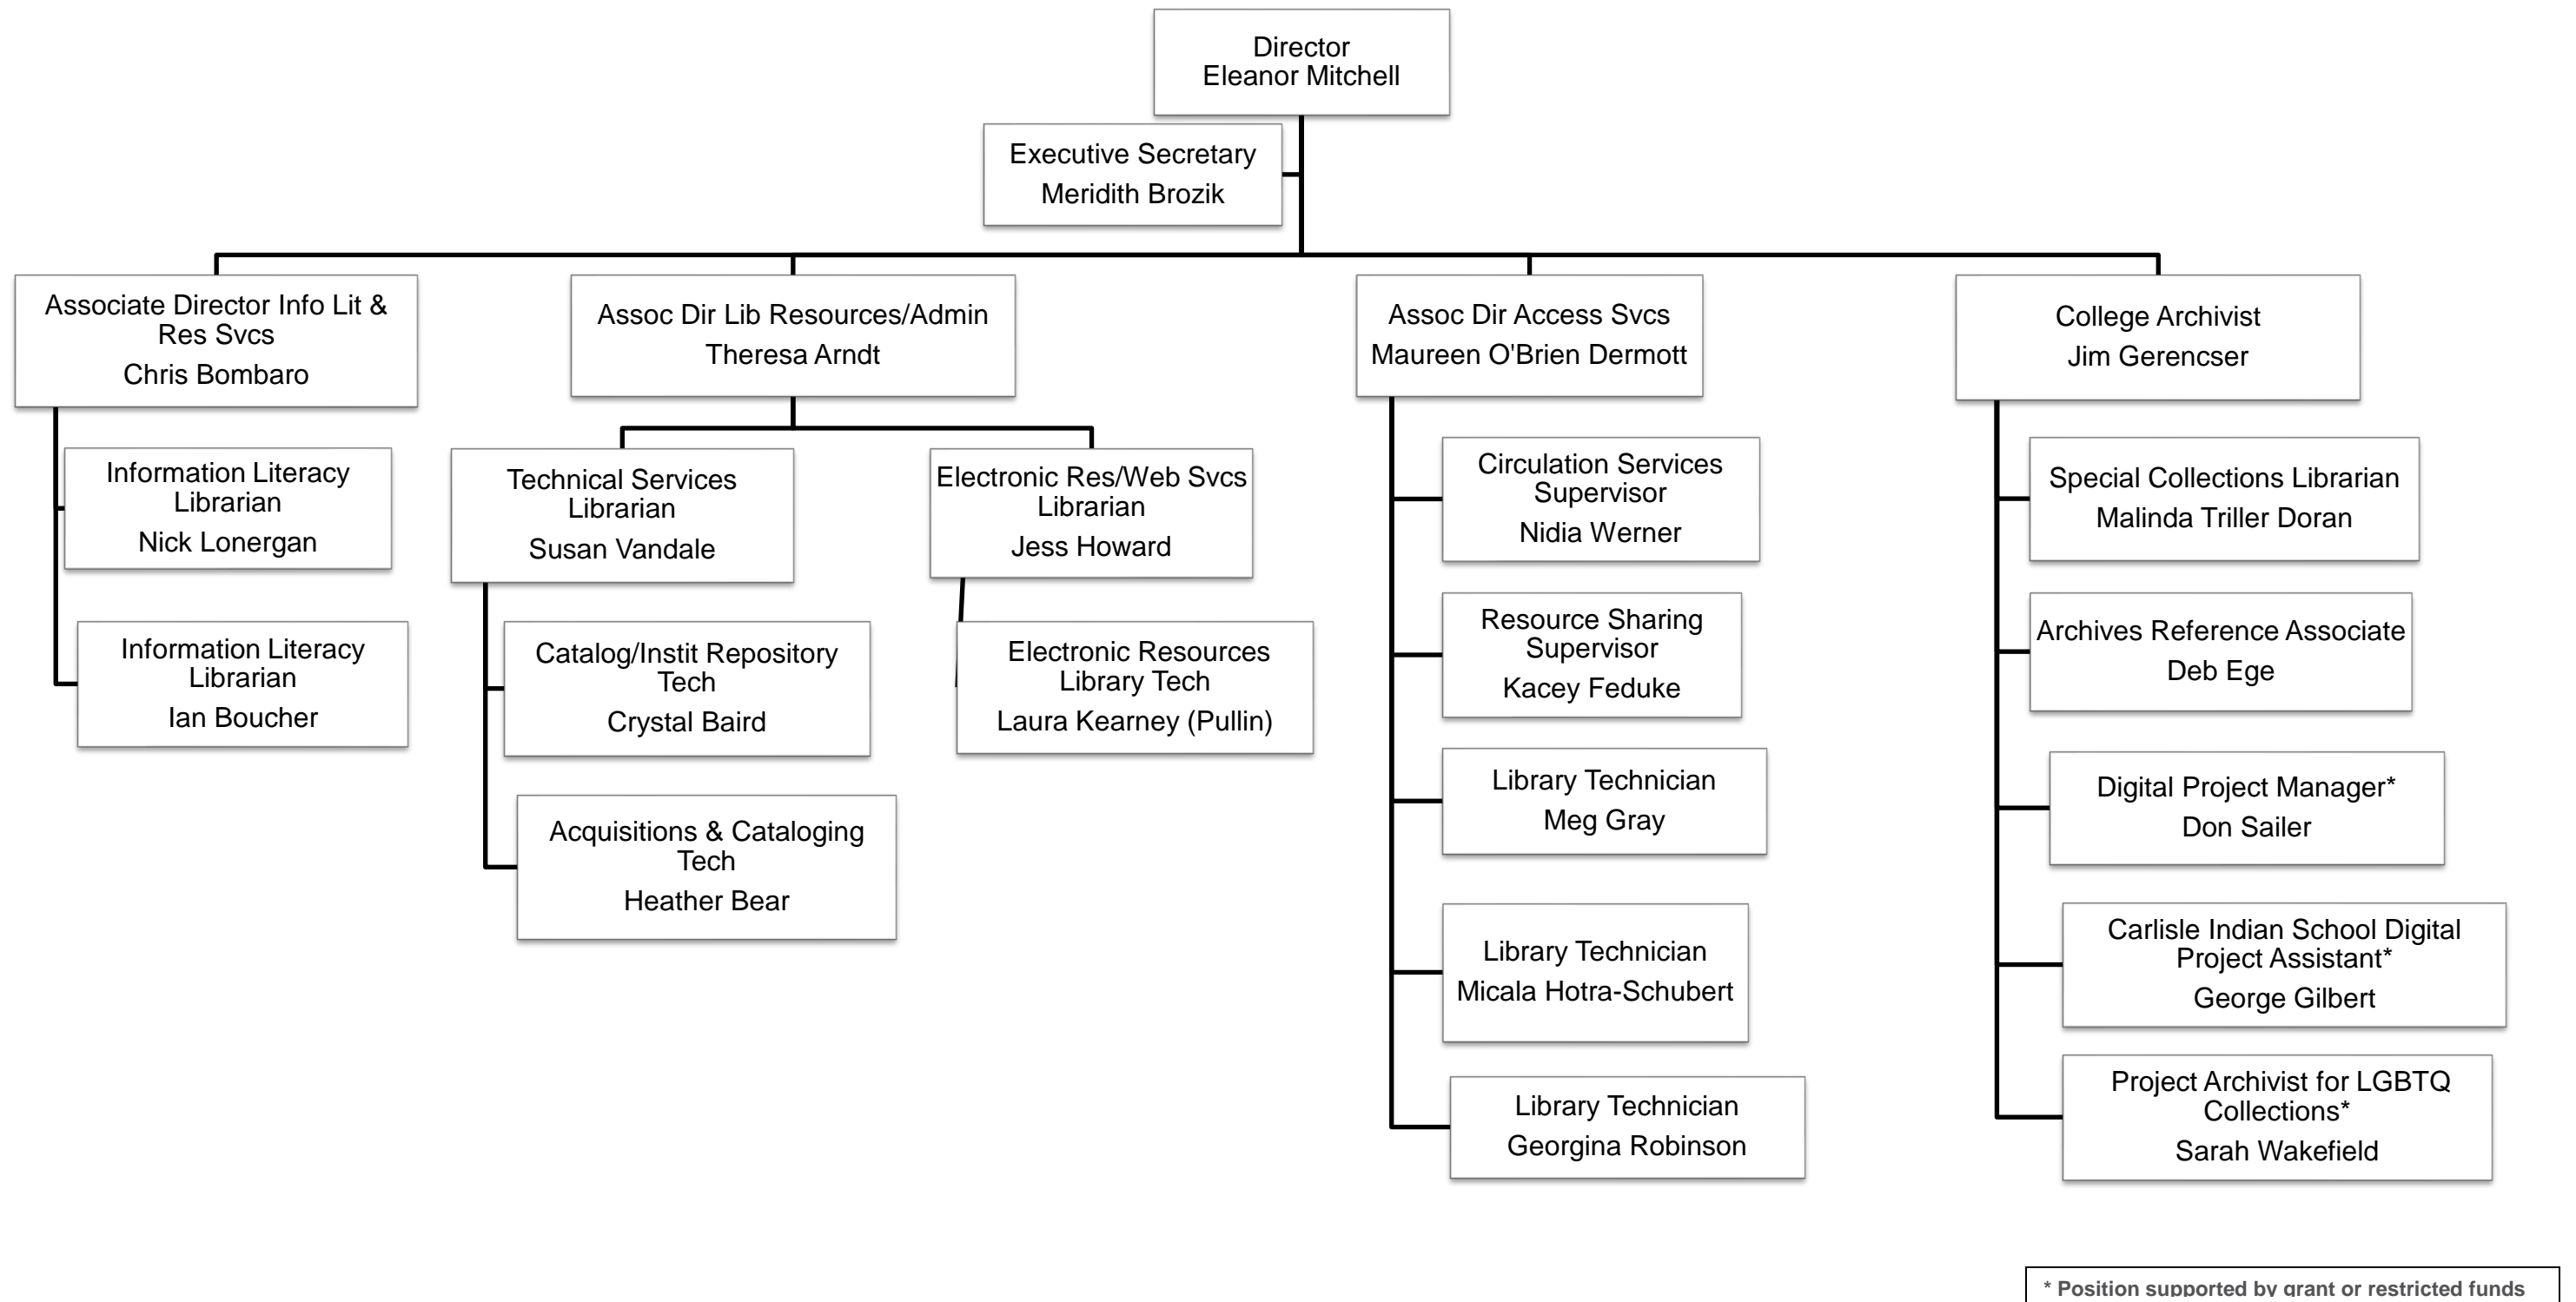 Director
Eleanor Mitchell
Executive Secretary
Meridith Brozik
Associate Director Info Lit &
Res Svcs
Chris Bombaro
Assoc Dir Lib Resources/Admin
Theresa Arndt
Assoc Dir Access Svcs
Maureen O'Brien Dermott
College Archivist
Jim Gerencser
Information Literacy
Librarian
Nick Lonergan
Information Literacy
Librarian
Ian Boucher
Technical Services
Librarian
Susan Vandale
Catalog/Instit Repository
Tech
Crystal Baird
Acquisitions & Cataloging
Tech
Heather Bear
Electronic Res/Web Svcs
Librarian
Jess Howard
Electronic Resources
Library Tech
Laura Kearney (Pullin)
Circulation Services
Supervisor
Nidia Werner
Resource Sharing
Supervisor
Kacey Feduke
Library Technician
Meg Gray
Library Technician
Micala Hotra-Schubert
Library Technician
Georgina Robinson
Special Collections Librarian
Malinda Triller Doran
Archives Reference Associate
Deb Ege
Digital Project Manager*
Don Sailer
Carlisle Indian School Digital
Project Assistant*
George Gilbert
Project Archivist for LGBTQ
Collections*
Sarah Wakefield
* Position supported by grant or restricted funds